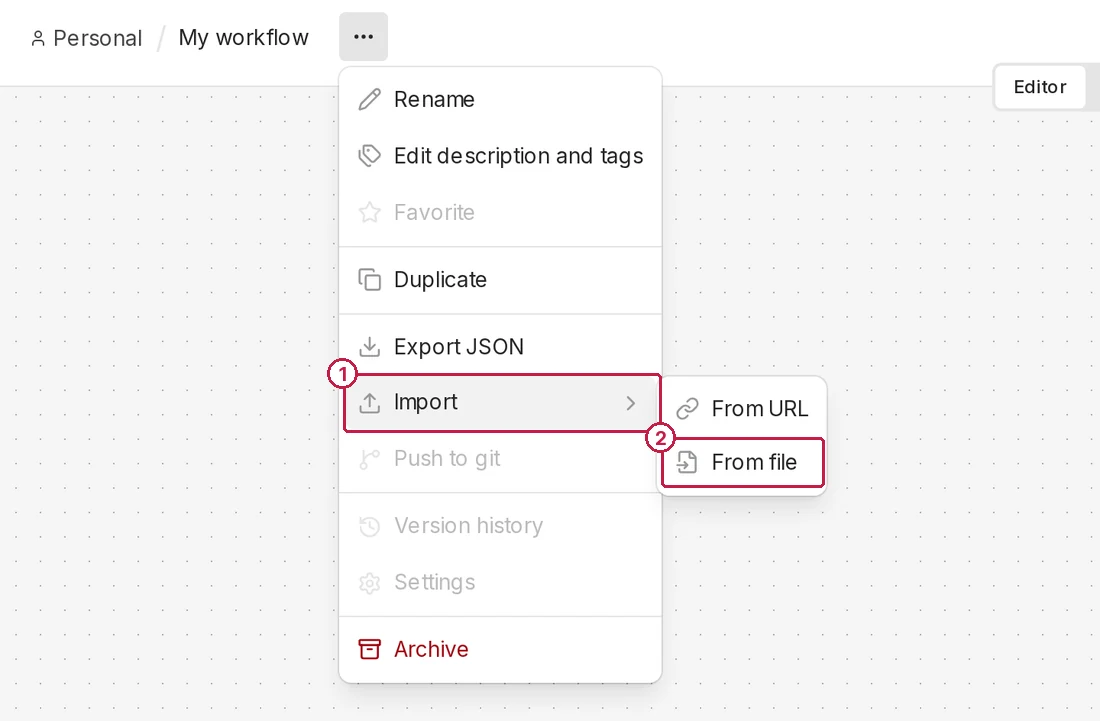 Personal / My workflow ...
Editor
Rename
Edit description and tags
Favorite
Duplicate
Export JSON
1
Import
From URL
2
From file
Push to git
Version history
Settings
Archive